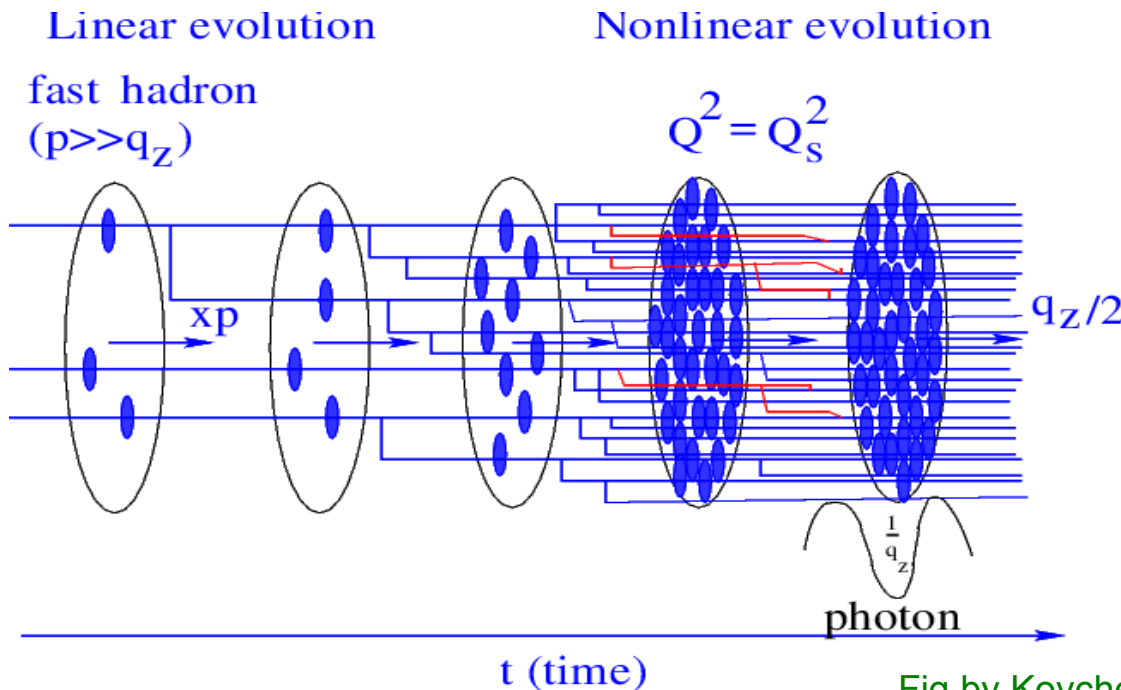 Linear evolution
Nonlinear evolution
fast hadron
(p>>q_z)
Q^2 = Q_s^2
xp
q_z/2
1/q_z
photon
t (time)
Fig by